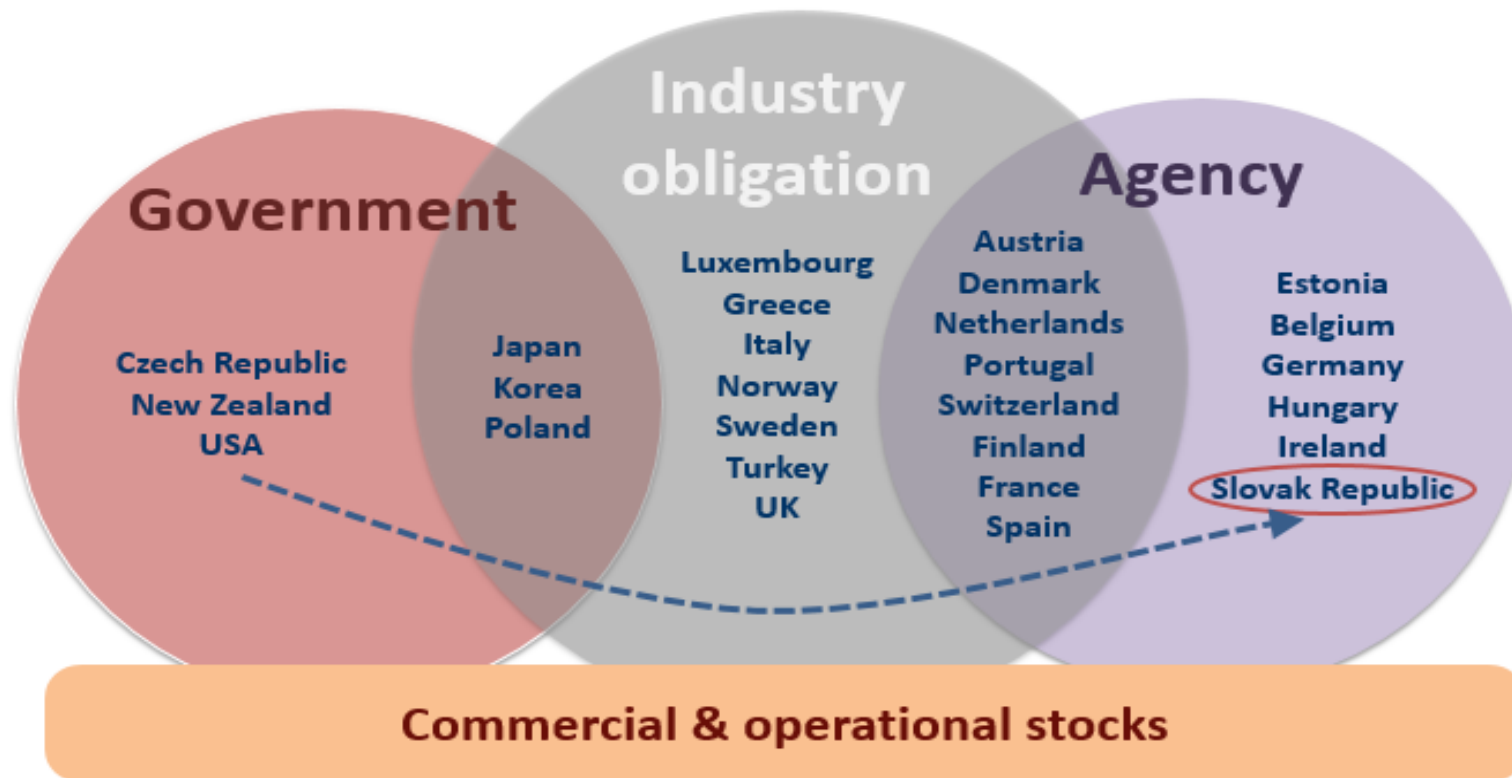 Industry
obligation
Government
Agency
Czech Republic
New Zealand
USA
Japan
Korea
Poland
Luxembourg
Greece
Italy
Norway
Sweden
Turkey
UK
Austria
Denmark
Netherlands
Portugal
Switzerland
Finland
France
Spain
Estonia
Belgium
Germany
Hungary
Ireland
Slovak Republic
Commercial & operational stocks